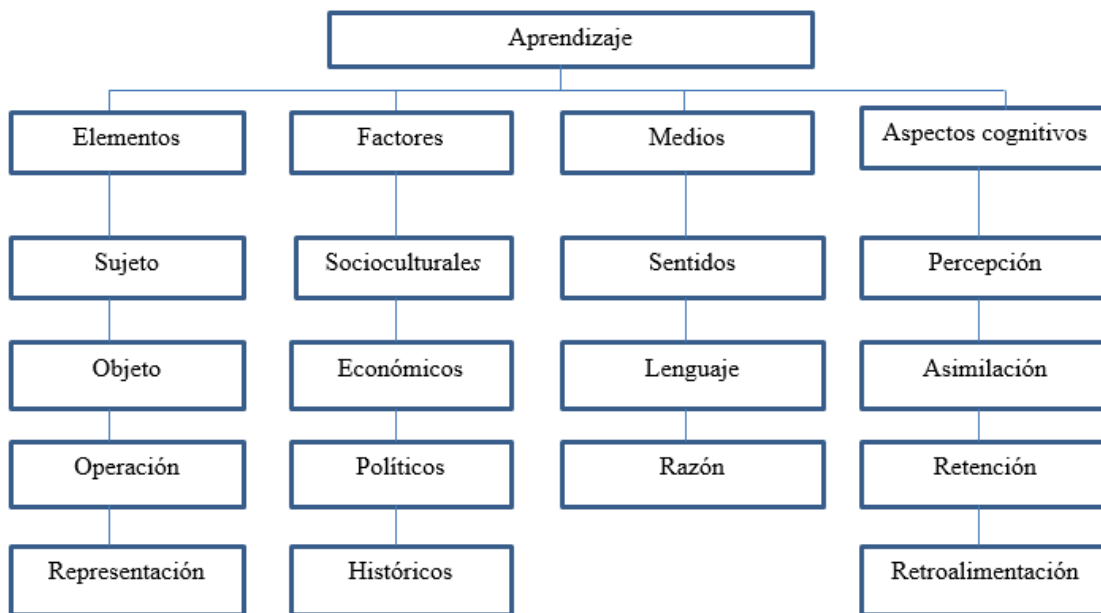 Aprendizaje
Elementos
Factores
Medios
Aspectos cognitivos
Sujeto
Socioculturales
Sentidos
Percepción
Objeto
Económicos
Lenguaje
Asimilación
Operación
Políticos
Razón
Retención
Representación
Históricos
Retroalimentación